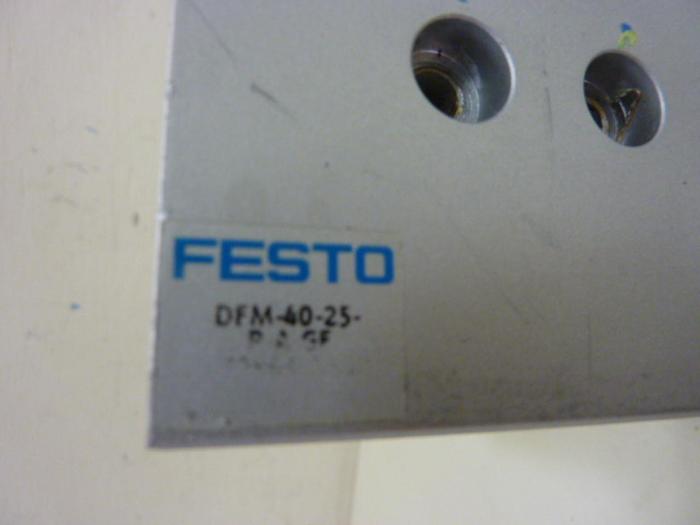 FESTO
DFM-40-25-
P-A-GF